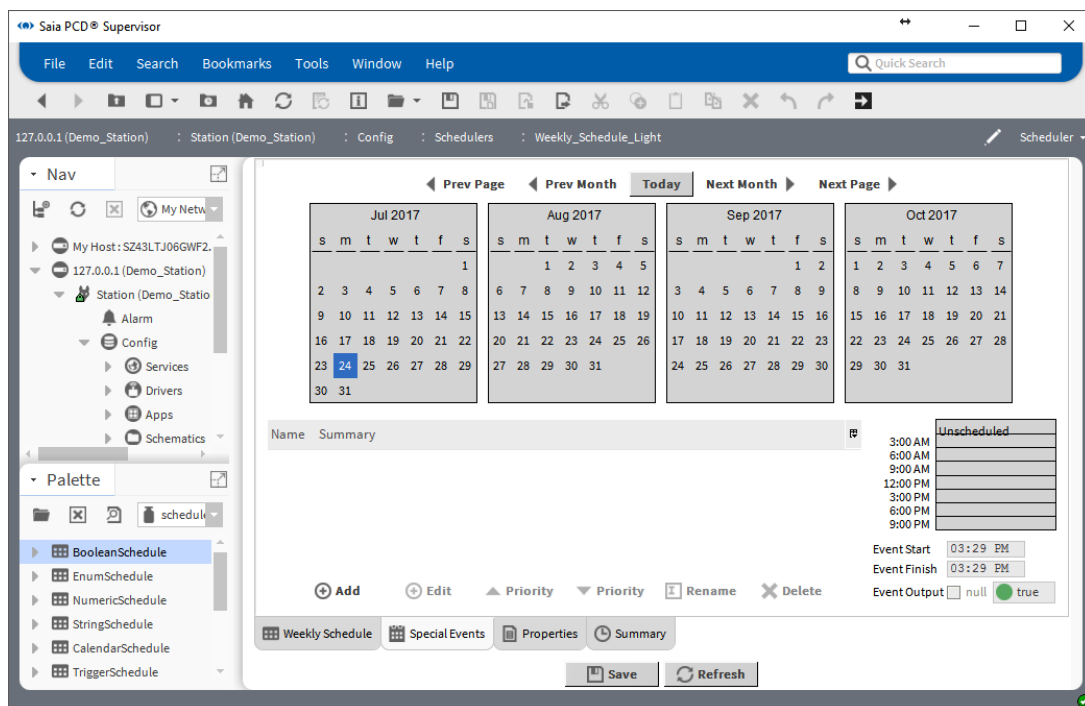 Saia PCD® Supervisor
File Edit Search Bookmarks Tools Window Help
Quick Search
127.0.0.1 (Demo_Station) : Station (Demo_Station) : Config : Schedulers : Weekly_Schedule_Light Scheduler
Nav
My Netw
My Host : SZ43LTJ06GWF2.
127.0.0.1 (Demo_Station)
Station (Demo_Statio
Alarm
Config
Services
Drivers
Apps
Schematics
Palette
schedule
BooleanSchedule
EnumSchedule
NumericSchedule
StringSchedule
CalendarSchedule
TriggerSchedule
Prev Page Prev Month Today Next Month Next Page
Jul 2017
s m t w t f s
1
2 3 4 5 6 7 8
9 10 11 12 13 14 15
16 17 18 19 20 21 22
23 24 25 26 27 28 29
30 31
Aug 2017
s m t w t f s
1 2 3 4 5
6 7 8 9 10 11 12
13 14 15 16 17 18 19
20 21 22 23 24 25 26
27 28 29 30 31
Sep 2017
s m t w t f s
1 2
3 4 5 6 7 8 9
10 11 12 13 14 15 16
17 18 19 20 21 22 23
24 25 26 27 28 29 30
Oct 2017
s m t w t f s
1 2 3 4 5 6 7
8 9 10 11 12 13 14
15 16 17 18 19 20 21
22 23 24 25 26 27 28
29 30 31
Name Summary
Unscheduled
3:00 AM
6:00 AM
9:00 AM
12:00 PM
3:00 PM
6:00 PM
9:00 PM
Event Start 03:29 PM
Event Finish 03:29 PM
Event Output null true
Add Edit Priority Priority Rename Delete
Weekly Schedule Special Events Properties Summary
Save Refresh